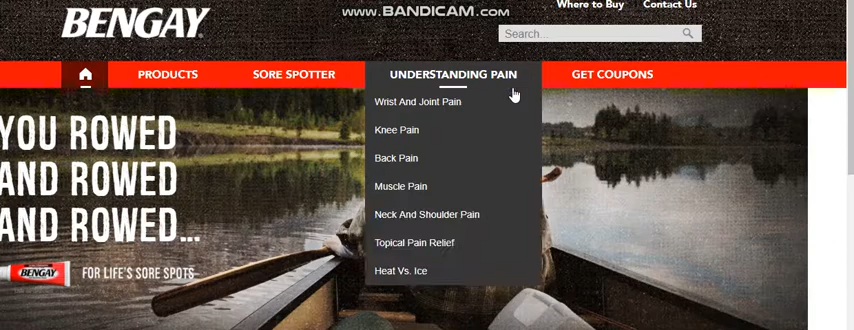 www.BANDICAM.com
Where to Buy
Contact Us
BENGAY®
Search...
PRODUCTS
SORE SPOTTER
UNDERSTANDING PAIN
GET COUPONS
Wrist And Joint Pain
Knee Pain
Back Pain
Muscle Pain
Neck And Shoulder Pain
Topical Pain Relief
Heat Vs. Ice
YOU ROWED
AND ROWED
AND ROWED...
BENGAY
FOR LIFE'S SORE SPOTS